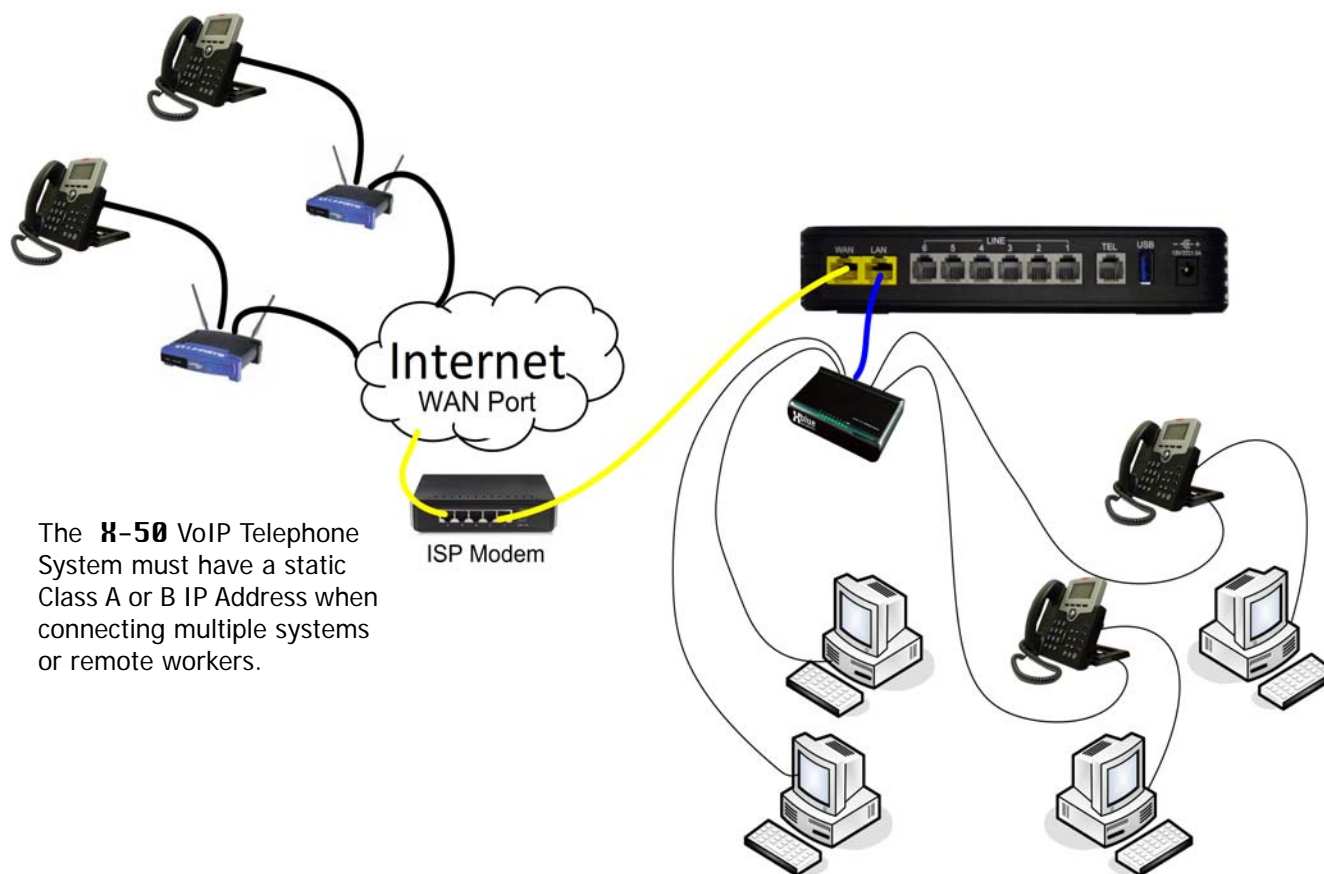 LINE
WAN LAN 6 5 4 3 2 1 TEL USB
Internet
WAN Port
Xblue
ISP Modem
The X-50 VoIP Telephone
System must have a static
Class A or B IP Address when
connecting multiple systems
or remote workers.